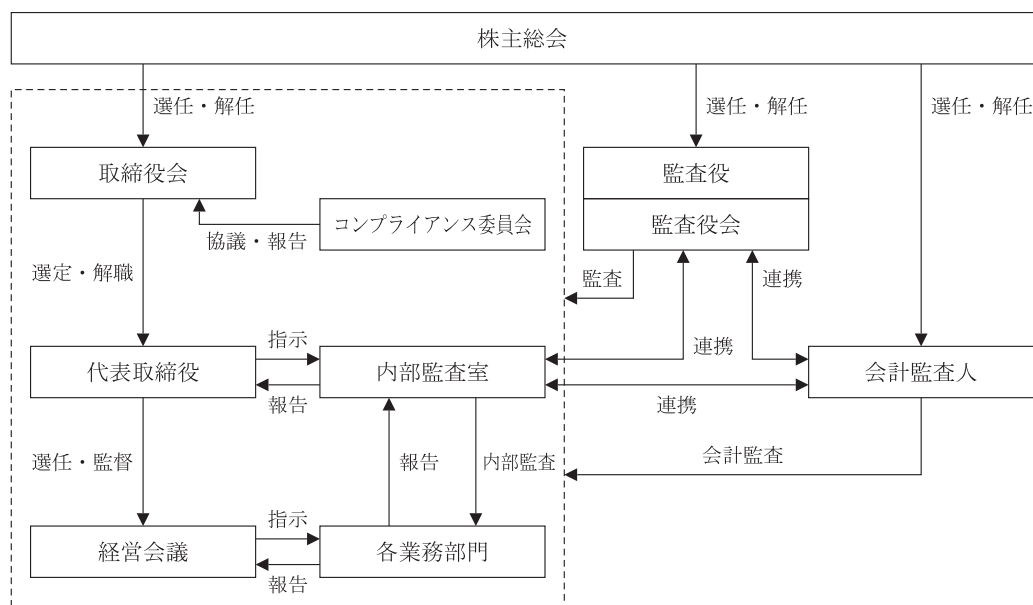 株主総会
選任・解任
選任・解任
選任・解任
取締役会
監査役
監査役会
コンプライアンス委員会
協議・報告
選定・解職
監査
連携
指示
連携
代表取締役
内部監査室
会計監査人
報告
連携
選任・監督
報告
内部監査
会計監査
指示
経営会議
各業務部門
報告